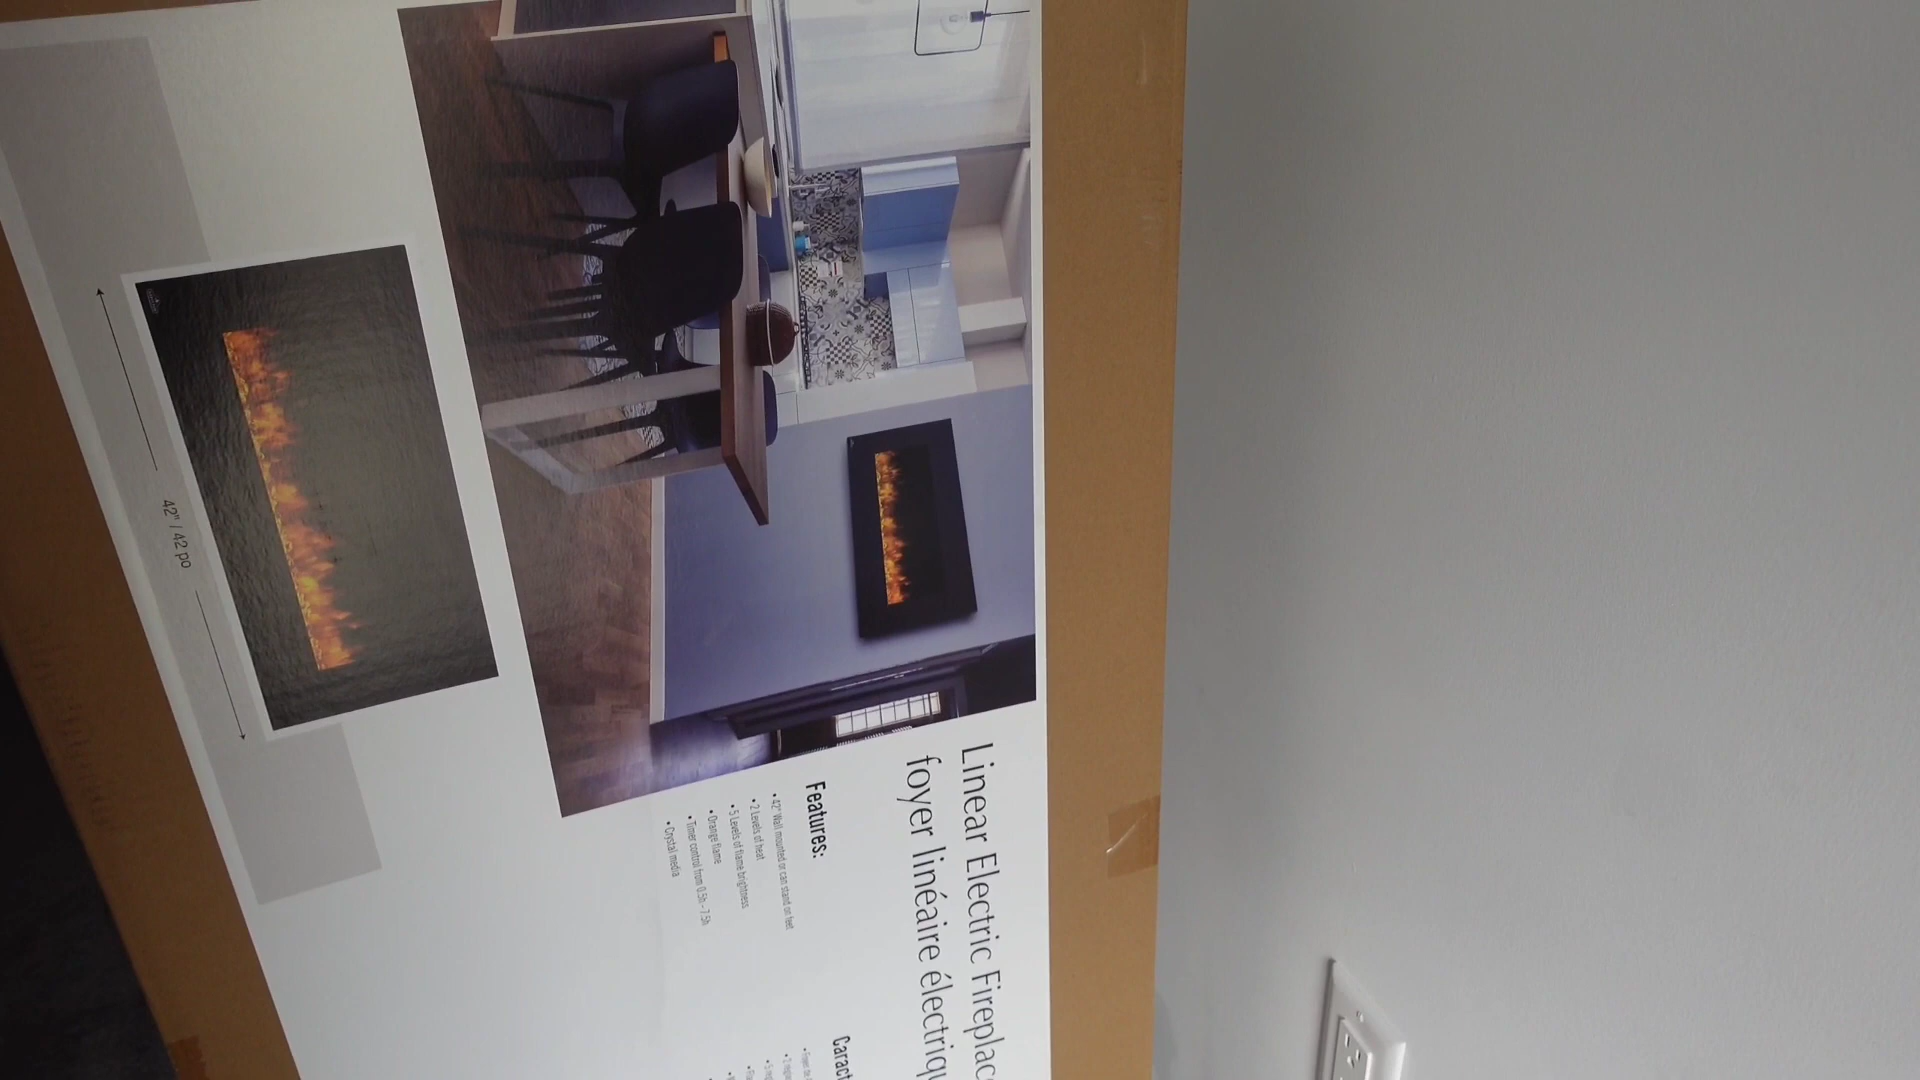 Linear Electric Fireplac
foyer linéaire électriqu
Features:
• 42" Wall mounted or can stand on feet
• 2 Levels of heat
• 5 Levels of flame brightness
• Orange flame
• Timer control from 0.5h - 7.5h
• Crystal media
Caract
42" / 42 po